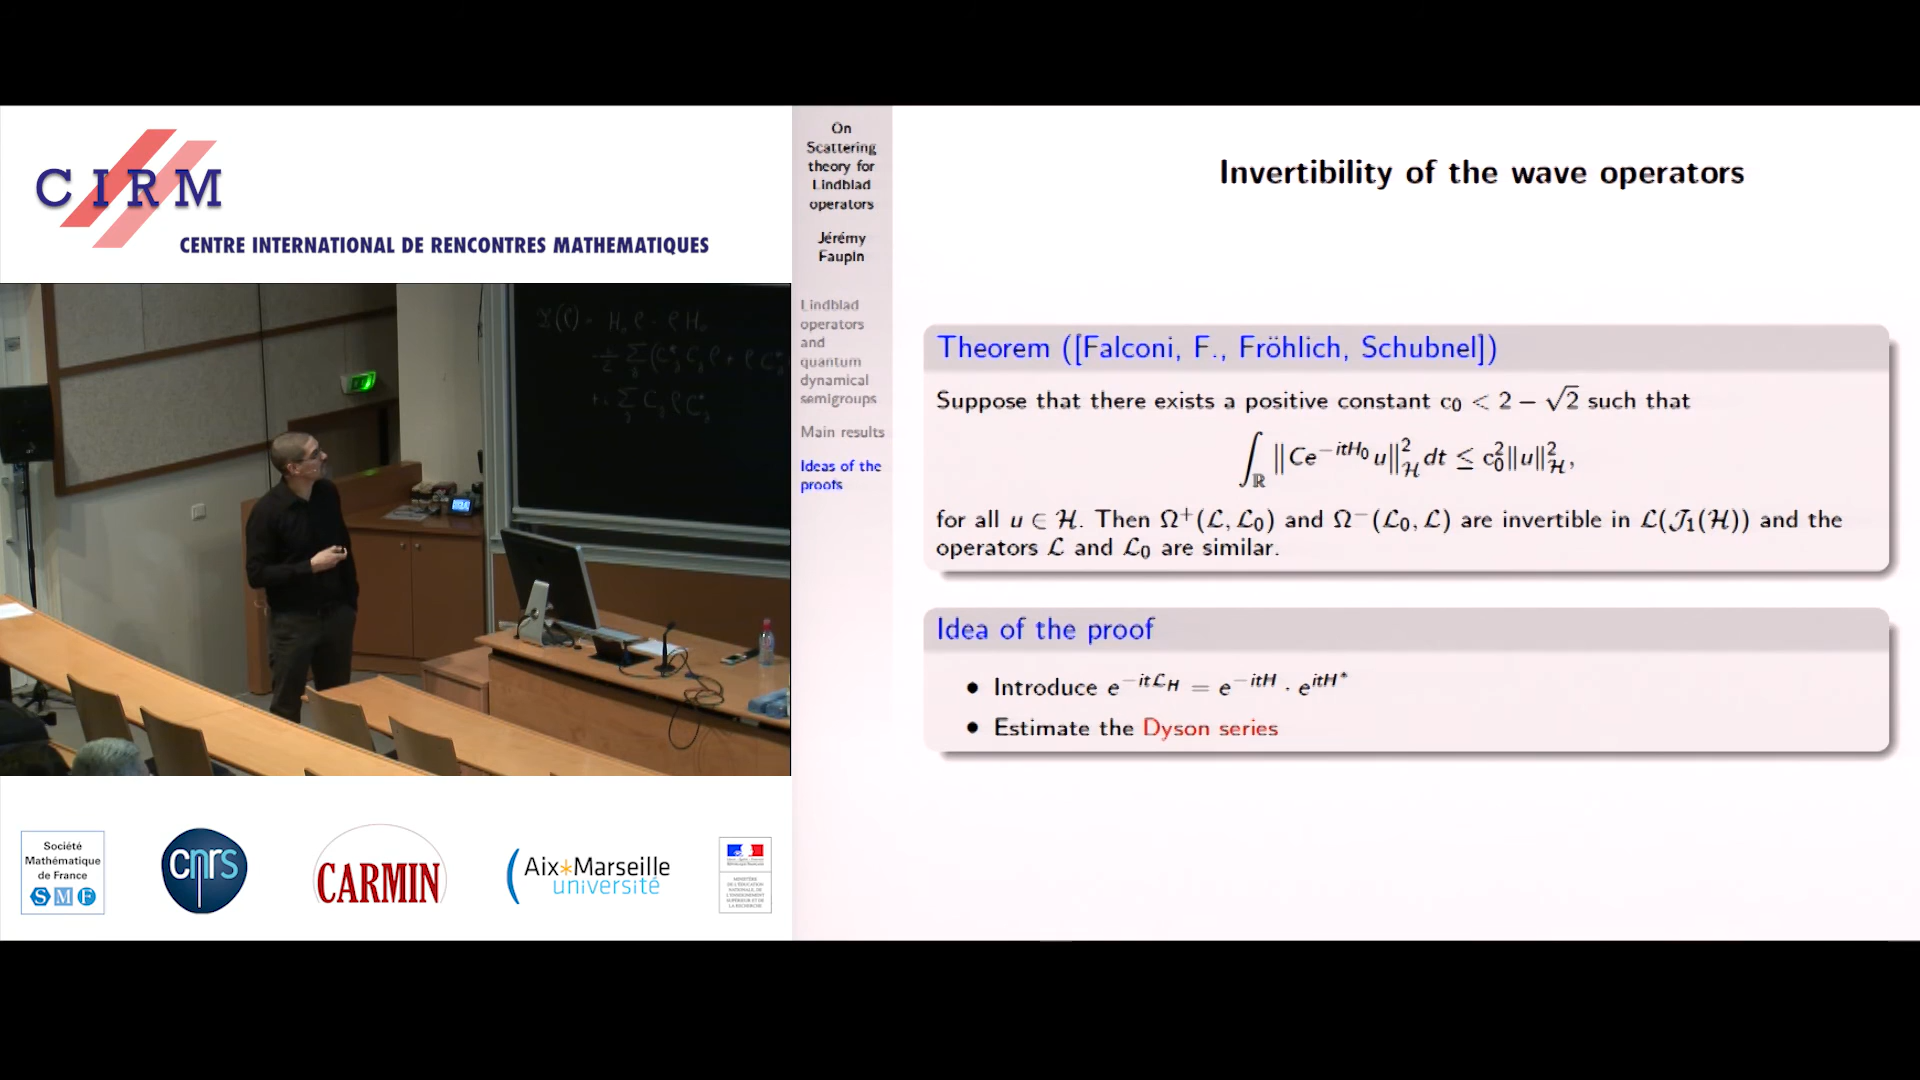 CIRM
CENTRE INTERNATIONAL DE RENCONTRES MATHEMATIQUES
On
Scattering
theory for
Lindblad
operators
Jérémy
Faupin
Lindblad
operators
and
quantum
dynamical
semigroups
Main results
Ideas of the
proofs
Invertibility of the wave operators
Theorem ([Falconi, F., Fröhlich, Schubnel])
Suppose that there exists a positive constant c₀ < 2 − √2 such that
∫_ℝ ‖Ce^{−itH₀}u‖²_ℋ dt ≤ c₀²‖u‖²_ℋ,
for all u ∈ ℋ. Then Ω⁺(ℒ, ℒ₀) and Ω⁻(ℒ₀, ℒ) are invertible in ℒ(𝒥₁(ℋ)) and the
operators ℒ and ℒ₀ are similar.
Idea of the proof
• Introduce e^{−itℒ_H} = e^{−itH} · e^{itH*}
• Estimate the Dyson series
Société
Mathématique
de France
SMF
cnrs
CARMIN
Aix*Marseille
université